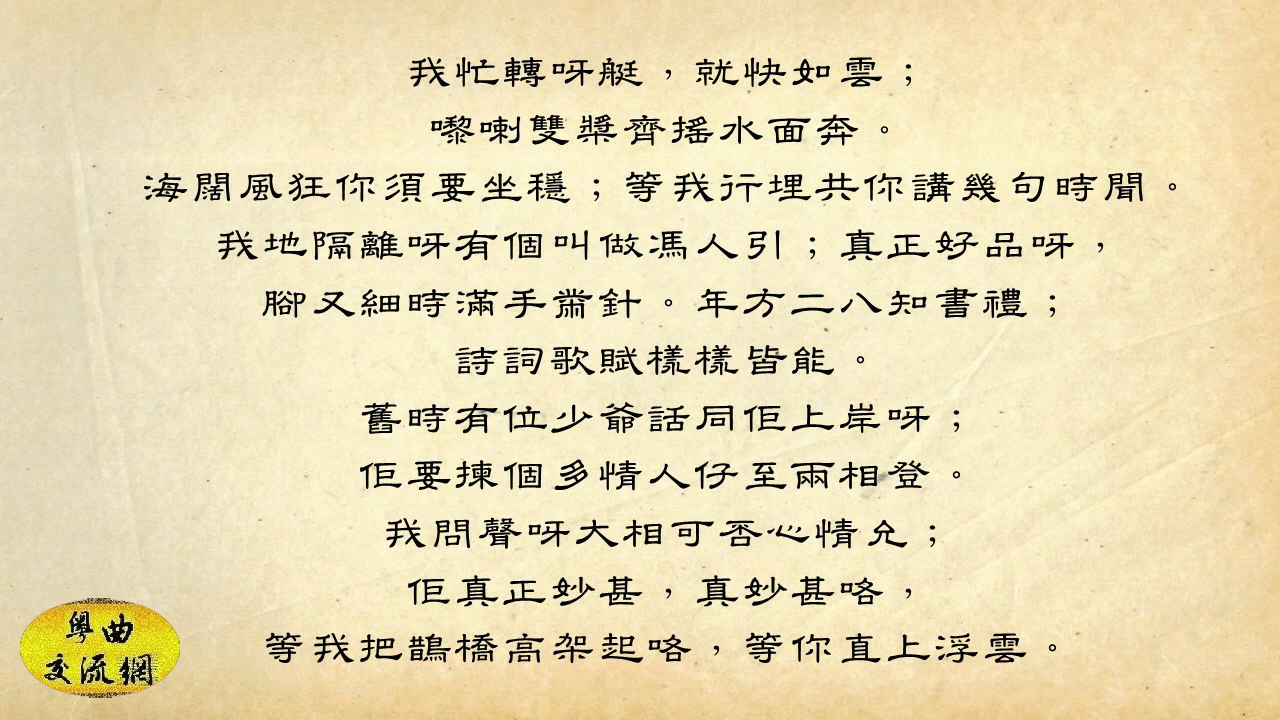 我忙轉呀艇，就快如雲；
嚟喇雙槳齊搖水面奔。
海闊風狂你須要坐穩；等我行埋共你講幾句時聞。
我地隔離呀有個叫做馮人引；真正好品呀，
腳又細時滿手黹針。年方二八知書禮；
詩詞歌賦樣樣皆能。
舊時有位少爺話同佢上岸呀；
佢要揀個多情人仔至兩相登。
我問聲呀大相可否心情允；
佢真正妙甚，真妙甚咯，
等我把鵲橋高架起咯，等你直上浮雲。
粵曲
交流網